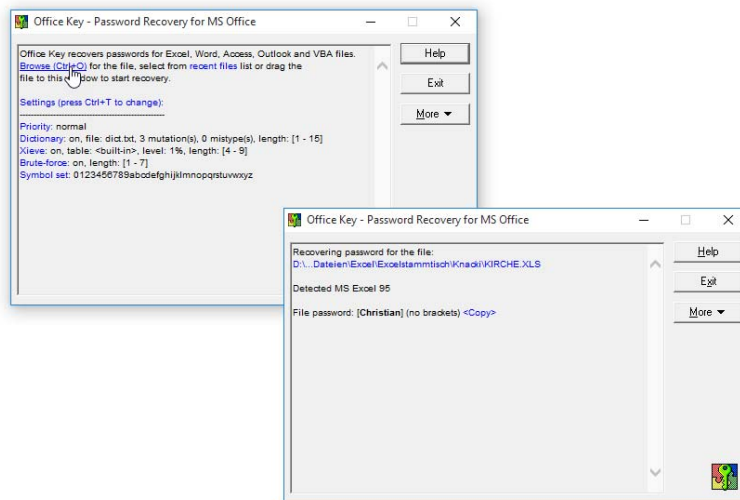 Office Key - Password Recovery for MS Office
Office Key recovers passwords for Excel, Word, Access, Outlook and VBA files.
Browse (Ctrl+O) for the file, select from recent files list or drag the
file to this window to start recovery.
Settings (press Ctrl+T to change):
----------------------------------------------------
Priority: normal
Dictionary: on, file: dict.txt, 3 mutation(s), 0 mistype(s), length: [1 - 15]
Xieve: on, table: <built-in>, level: 1%, length: [4 - 9]
Brute-force: on, length: [1 - 7]
Symbol set: 0123456789abcdefghijklmnopqrstuvwxyz
Help
Exit
More
Office Key - Password Recovery for MS Office
Recovering password for the file:
D:\...Dateien\Excel\Excelstammtisch\Knacki\KIRCHE.XLS
Detected MS Excel 95
File password: [Christian] (no brackets) <Copy>
Help
Exit
More